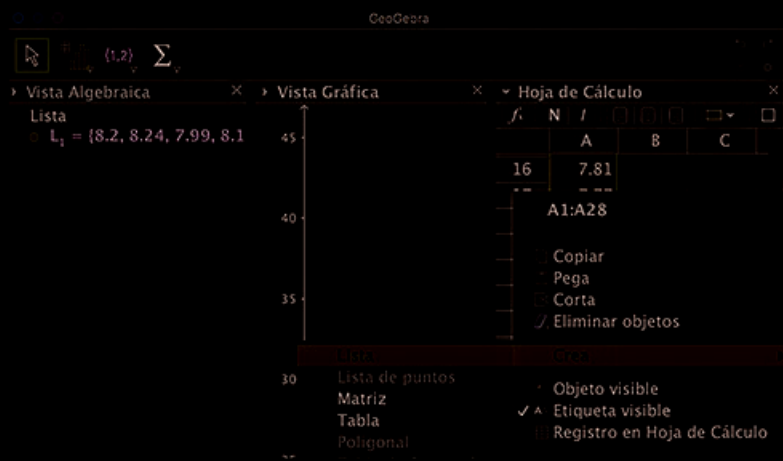 GeoGebra
{1,2} Σ
Vista Algebraica
Lista
L₁ = {8.2, 8.24, 7.99, 8.1
Vista Gráfica
45
40
35
30
Hoja de Cálculo
N I
A B C
16 7.81
A1:A28
Copiar
Pega
Corta
Eliminar objetos
Lista
Crea
Lista de puntos
Matriz
Tabla
Poligonal
Objeto visible
✓ A Etiqueta visible
Registro en Hoja de Cálculo